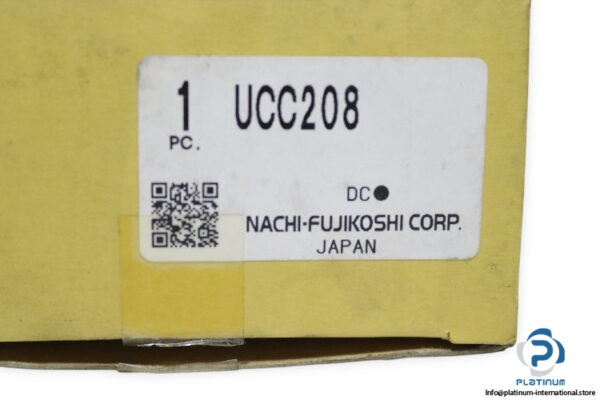 1 UCC208
PC.
DC●
NACHI-FUJIKOSHI CORP.
JAPAN
PLATINUM
Info@platinum-international.store